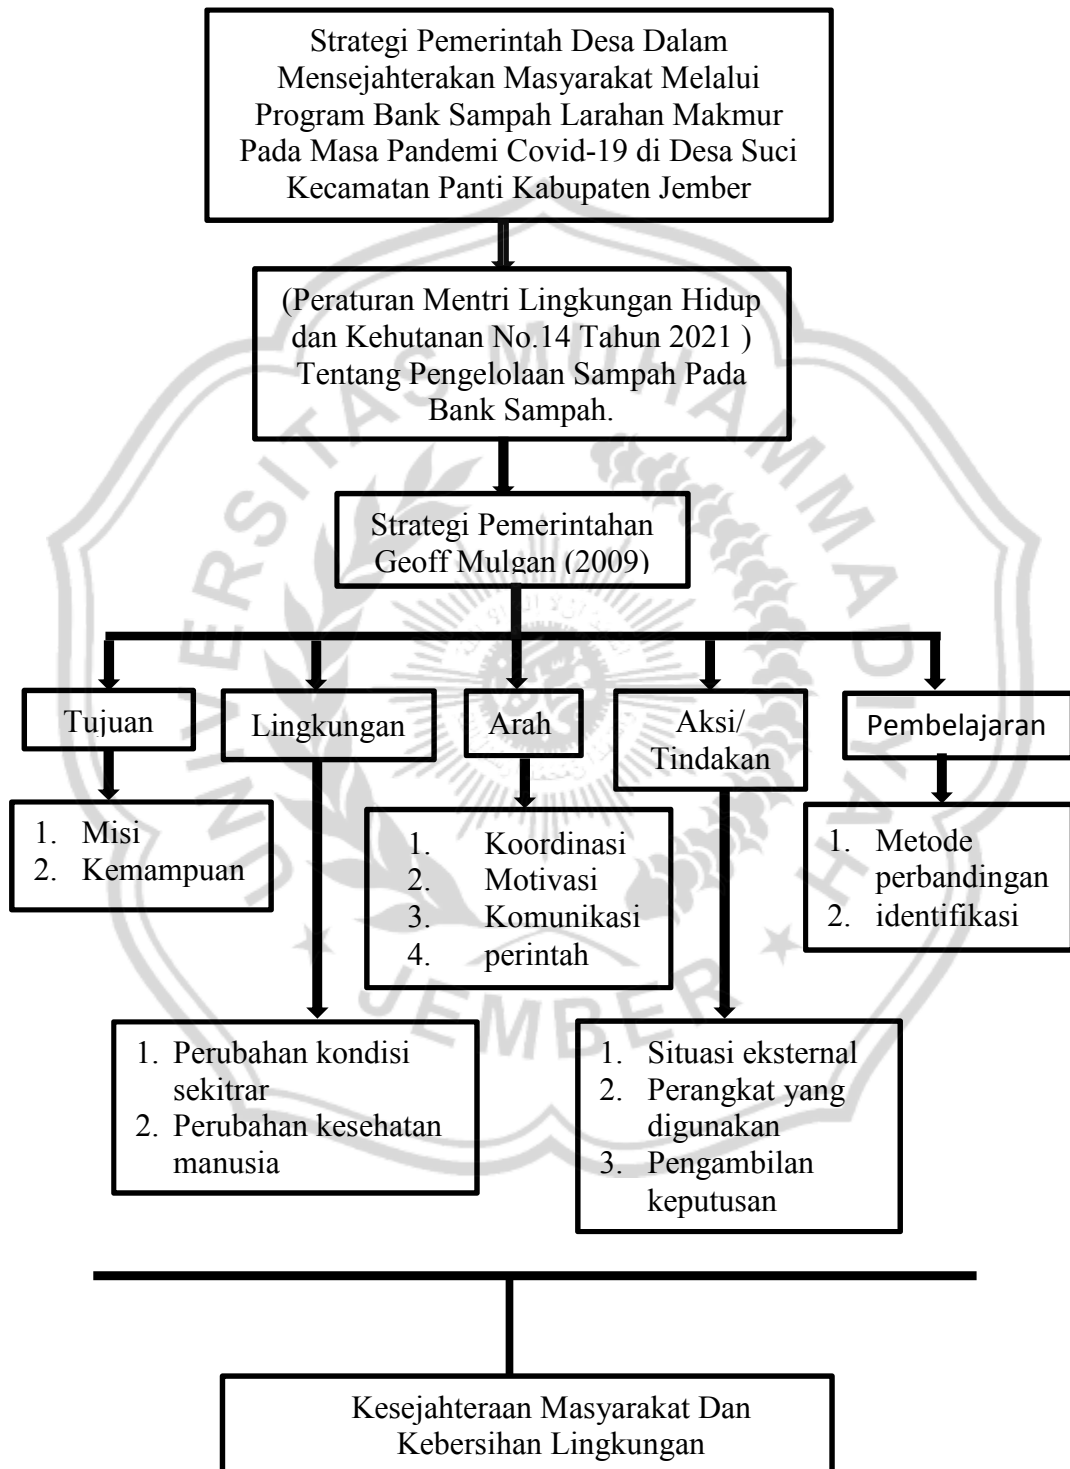 Strategi Pemerintah Desa Dalam
Mensejahterakan Masyarakat Melalui
Program Bank Sampah Larahan Makmur
Pada Masa Pandemi Covid-19 di Desa Suci
Kecamatan Panti Kabupaten Jember
(Peraturan Mentri Lingkungan Hidup
dan Kehutanan No.14 Tahun 2021 )
Tentang Pengelolaan Sampah Pada
Bank Sampah.
Strategi Pemerintahan
Geoff Mulgan (2009)
Tujuan
Lingkungan
Arah
Aksi/
Tindakan
Pembelajaran
1. Misi
2. Kemampuan
1. Koordinasi
2. Motivasi
3. Komunikasi
4. perintah
1. Metode
perbandingan
2. identifikasi
1. Perubahan kondisi
sekitrar
2. Perubahan kesehatan
manusia
1. Situasi eksternal
2. Perangkat yang
digunakan
3. Pengambilan
keputusan
Kesejahteraan Masyarakat Dan
Kebersihan Lingkungan
UNIVERSITAS MUHAMMADIYAH
JEMBER